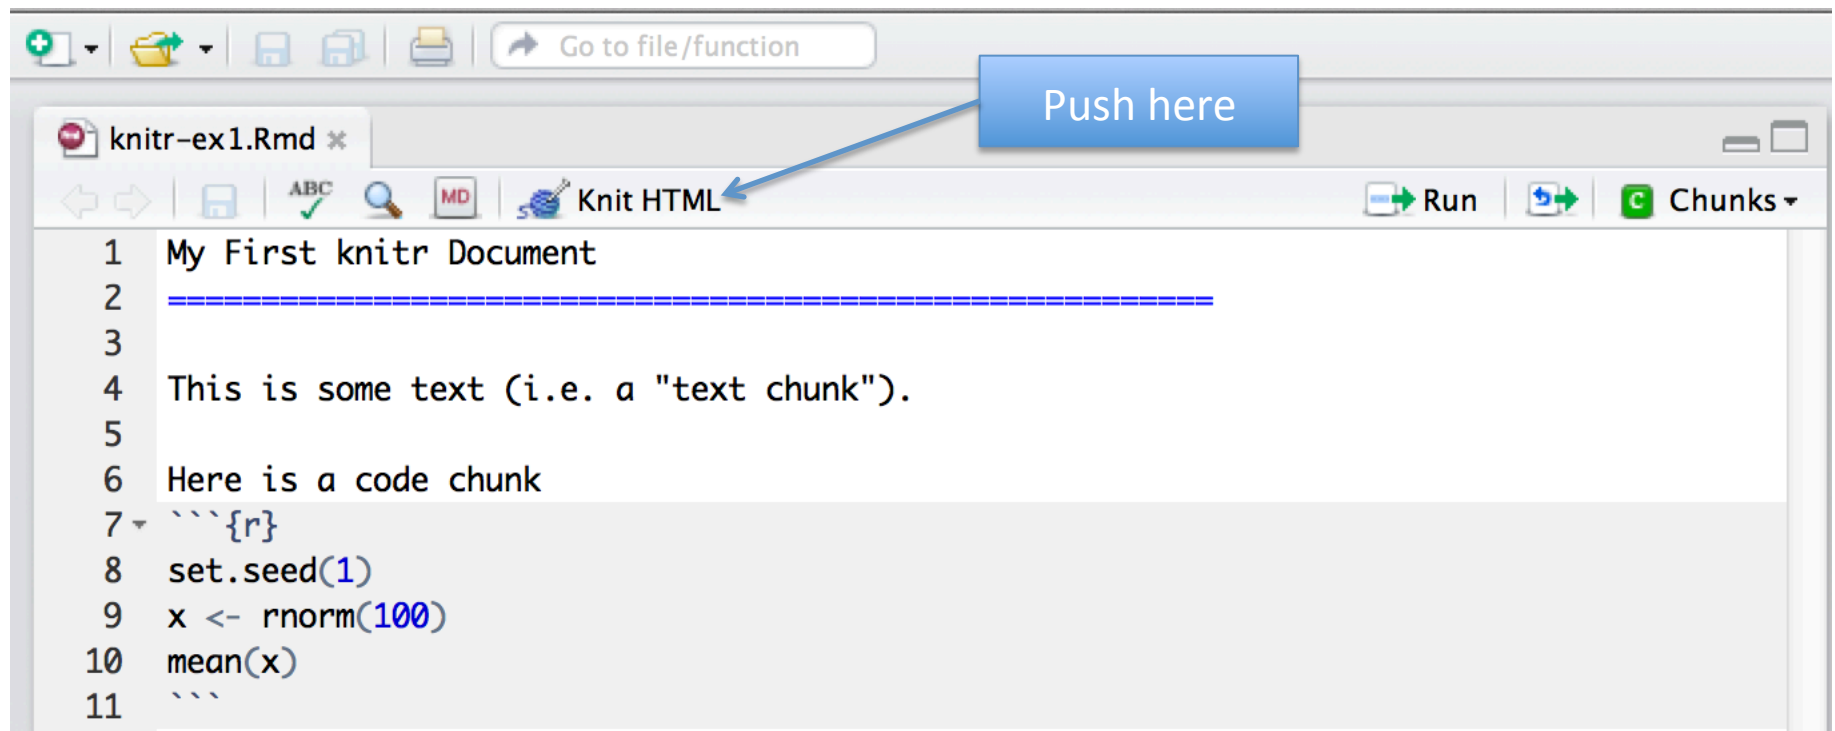 Go to file/function
Push here
knitr-ex1.Rmd
ABC MD Knit HTML Run C Chunks
1 My First knitr Document
2 ========================================================
3
4 This is some text (i.e. a "text chunk").
5
6 Here is a code chunk
7 ```{r}
8 set.seed(1)
9 x <- rnorm(100)
10 mean(x)
11 ```